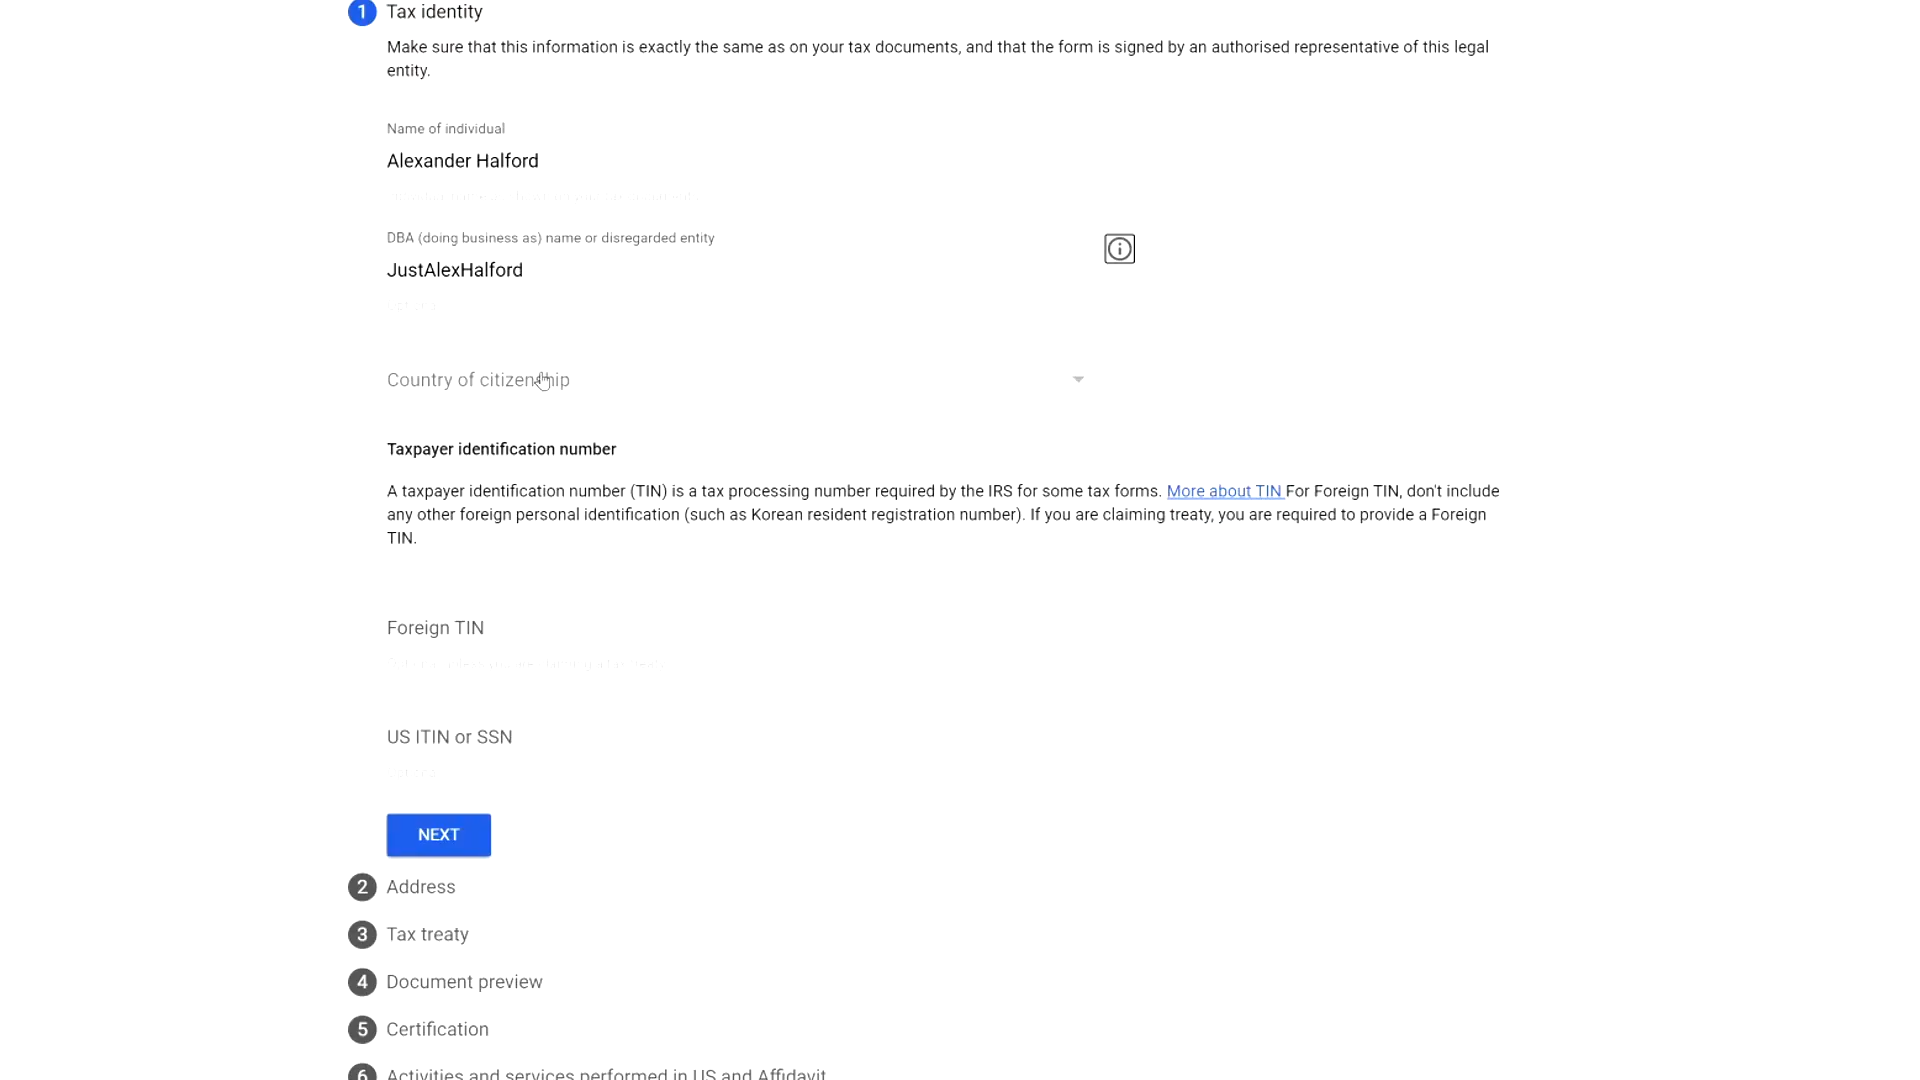 1 Tax identity
Make sure that this information is exactly the same as on your tax documents, and that the form is signed by an authorised representative of this legal
entity.
Name of individual
Alexander Halford
DBA (doing business as) name or disregarded entity
JustAlexHalford
Country of citizenship
Taxpayer identification number
A taxpayer identification number (TIN) is a tax processing number required by the IRS for some tax forms. More about TIN For Foreign TIN, don't include
any other foreign personal identification (such as Korean resident registration number). If you are claiming treaty, you are required to provide a Foreign
TIN.
Foreign TIN
US ITIN or SSN
NEXT
2 Address
3 Tax treaty
4 Document preview
5 Certification
6 Activities and services performed in US and Affidavit